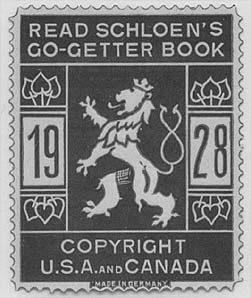 READ SCHLOEN'S
GO-GETTER BOOK
19 28
COPYRIGHT
U.S.A. AND CANADA
MADE IN GERMANY